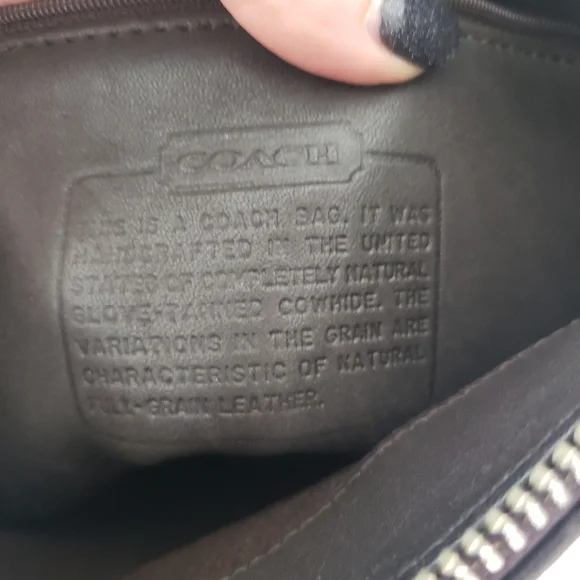 COACH
THIS IS A COACH BAG. IT WAS
HANDCRAFTED IN THE UNITED
STATES OF COMPLETELY NATURAL
GLOVE-TANNED COWHIDE. THE
VARIATIONS IN THE GRAIN ARE
CHARACTERISTIC OF NATURAL
FULL-GRAIN LEATHER.